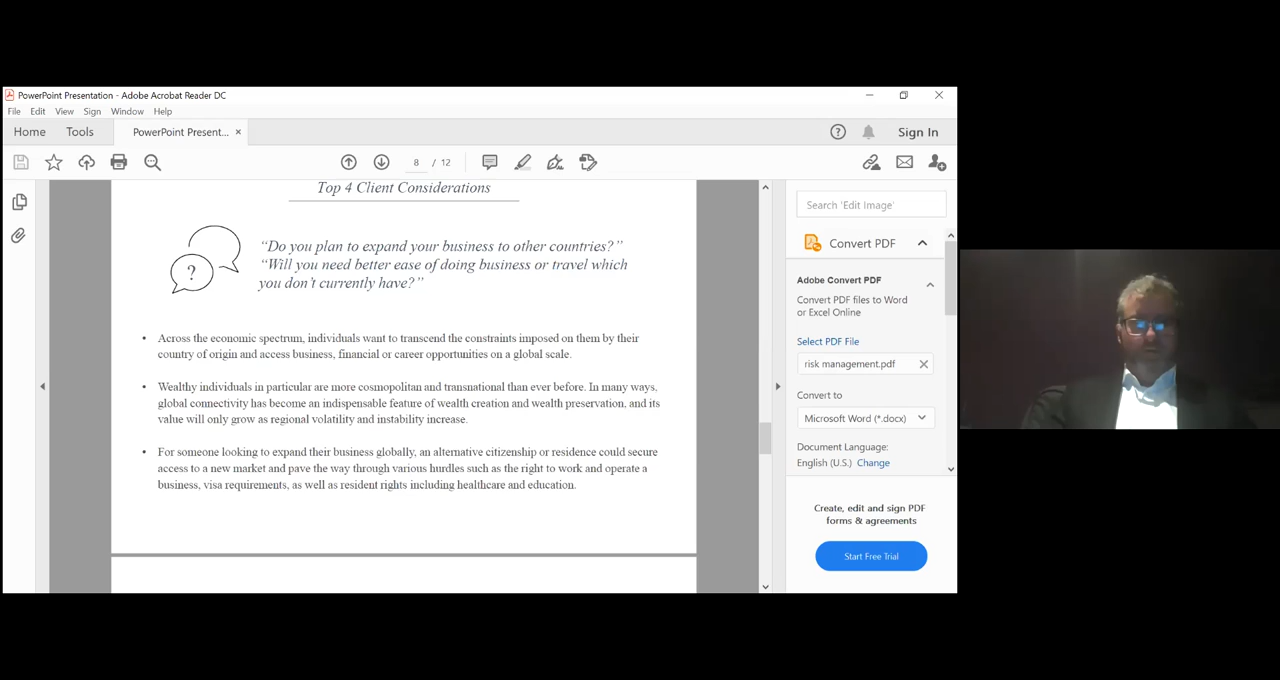 PowerPoint Presentation - Adobe Acrobat Reader DC
File Edit View Sign Window Help
Home Tools PowerPoint Present... × Sign In
8 / 12
Top 4 Client Considerations
?
“Do you plan to expand your business to other countries?”
“Will you need better ease of doing business or travel which
you don’t currently have?”
• Across the economic spectrum, individuals want to transcend the constraints imposed on them by their
country of origin and access business, financial or career opportunities on a global scale.
• Wealthy individuals in particular are more cosmopolitan and transnational than ever before. In many ways,
global connectivity has become an indispensable feature of wealth creation and wealth preservation, and its
value will only grow as regional volatility and instability increase.
• For someone looking to expand their business globally, an alternative citizenship or residence could secure
access to a new market and pave the way through various hurdles such as the right to work and operate a
business, visa requirements, as well as resident rights including healthcare and education.
Search 'Edit Image'
Convert PDF
Adobe Convert PDF
Convert PDF files to Word
or Excel Online
Select PDF File
risk management.pdf
Convert to
Microsoft Word (*.docx)
Document Language:
English (U.S.) Change
Create, edit and sign PDF
forms & agreements
Start Free Trial